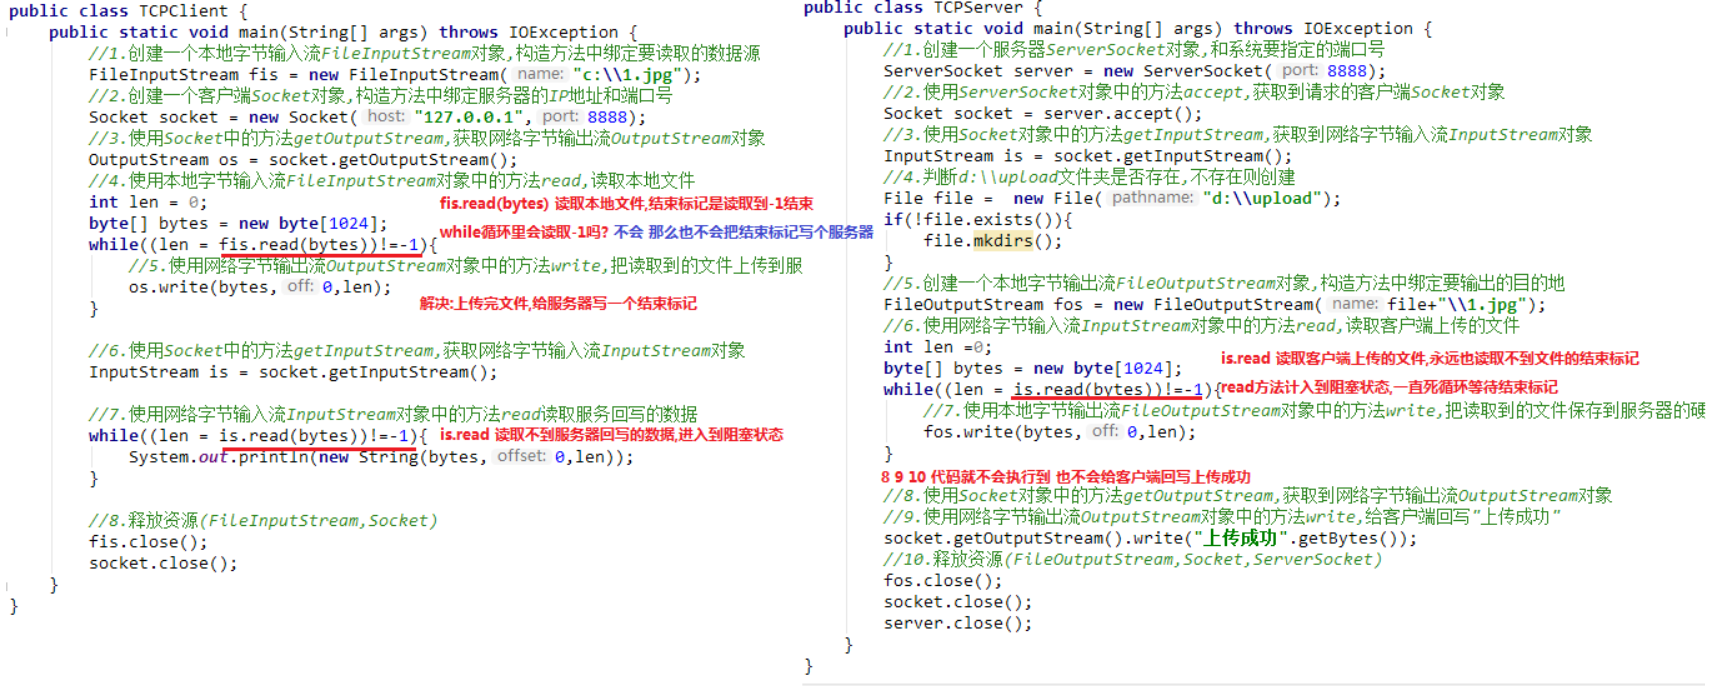 public class TCPClient {
public static void main(String[] args) throws IOException {
//1.创建一个本地字节输入流FileInputStream对象,构造方法中绑定要读取的数据源
FileInputStream fis = new FileInputStream( name: "c:\\1.jpg");
//2.创建一个客户端Socket对象,构造方法中绑定服务器的IP地址和端口号
Socket socket = new Socket( host: "127.0.0.1", port: 8888);
//3.使用Socket中的方法getOutputStream,获取网络字节输出流OutputStream对象
OutputStream os = socket.getOutputStream();
//4.使用本地字节输入流FileInputStream对象中的方法read,读取本地文件
int len = 0;
fis.read(bytes) 读取本地文件,结束标记是读取到-1结束
byte[] bytes = new byte[1024];
while循环里会读取-1吗? 不会 那么也不会把结束标记写个服务器
while((len = fis.read(bytes))!=-1){
//5.使用网络字节输出流OutputStream对象中的方法write,把读取到的文件上传到服
os.write(bytes, off: 0,len);
解决:上传完文件,给服务器写一个结束标记
}
//6.使用Socket中的方法getInputStream,获取网络字节输入流InputStream对象
InputStream is = socket.getInputStream();
//7.使用网络字节输入流InputStream对象中的方法read读取服务回写的数据
while((len = is.read(bytes))!=-1){ is.read 读取不到服务器回写的数据,进入到阻塞状态
System.out.println(new String(bytes, offset: 0,len));
}
//8.释放资源(FileInputStream,Socket)
fis.close();
socket.close();
}
}
public class TCPServer {
public static void main(String[] args) throws IOException {
//1.创建一个服务器ServerSocket对象,和系统要指定的端口号
ServerSocket server = new ServerSocket( port: 8888);
//2.使用ServerSocket对象中的方法accept,获取到请求的客户端Socket对象
Socket socket = server.accept();
//3.使用Socket对象中的方法getInputStream,获取到网络字节输入流InputStream对象
InputStream is = socket.getInputStream();
//4.判断d:\\upload文件夹是否存在,不存在则创建
File file =  new File( pathname: "d:\\upload");
if(!file.exists()){
file.mkdirs();
}
//5.创建一个本地字节输出流FileOutputStream对象,构造方法中绑定要输出的目的地
FileOutputStream fos = new FileOutputStream( name: file+"\\1.jpg");
//6.使用网络字节输入流InputStream对象中的方法read,读取客户端上传的文件
int len =0;
is.read 读取客户端上传的文件,永远也读取不到文件的结束标记
byte[] bytes = new byte[1024];
while((len = is.read(bytes))!=-1){ read方法计入到阻塞状态,一直死循环等待结束标记
//7.使用本地字节输出流FileOutputStream对象中的方法write,把读取到的文件保存到服务器的硬
fos.write(bytes, off: 0,len);
}
8 9 10 代码就不会执行到 也不会给客户端回写上传成功
//8.使用Socket对象中的方法getOutputStream,获取到网络字节输出流OutputStream对象
//9.使用网络字节输出流OutputStream对象中的方法write,给客户端回写"上传成功"
socket.getOutputStream().write("上传成功".getBytes());
//10.释放资源(FileOutputStream,Socket,ServerSocket)
fos.close();
socket.close();
server.close();
}
}